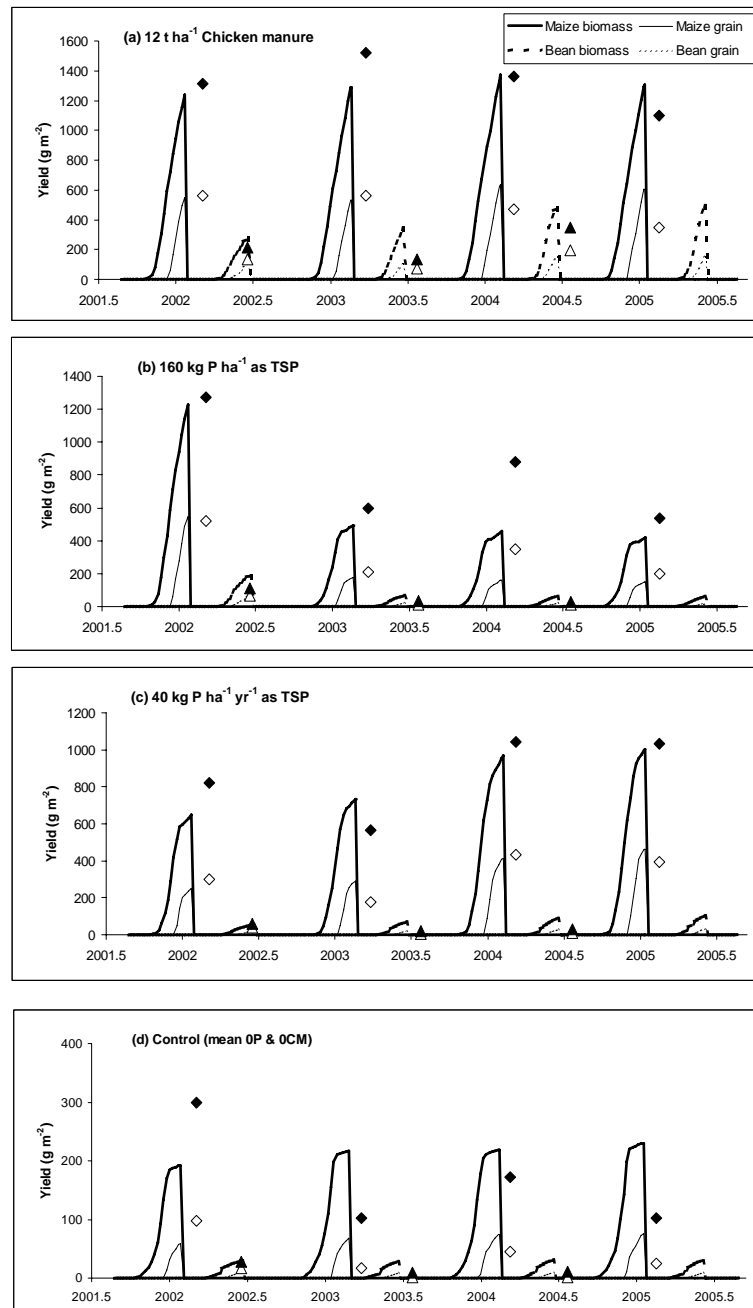 (a) 12 t ha⁻¹ Chicken manure
Maize biomass
Maize grain
Bean biomass
Bean grain
Yield (g m⁻²)
1600
1400
1200
1000
800
600
400
200
0
2001.5 2002 2002.5 2003 2003.5 2004 2004.5 2005 2005.5
(b) 160 kg P ha⁻¹ as TSP
Yield (g m⁻²)
1400
1200
1000
800
600
400
200
0
2001.5 2002 2002.5 2003 2003.5 2004 2004.5 2005 2005.5
(c) 40 kg P ha⁻¹ yr⁻¹ as TSP
Yield (g m⁻²)
1200
1000
800
600
400
200
0
2001.5 2002 2002.5 2003 2003.5 2004 2004.5 2005 2005.5
(d) Control (mean 0P & 0CM)
Yield (g m⁻²)
400
300
200
100
0
2001.5 2002 2002.5 2003 2003.5 2004 2004.5 2005 2005.5